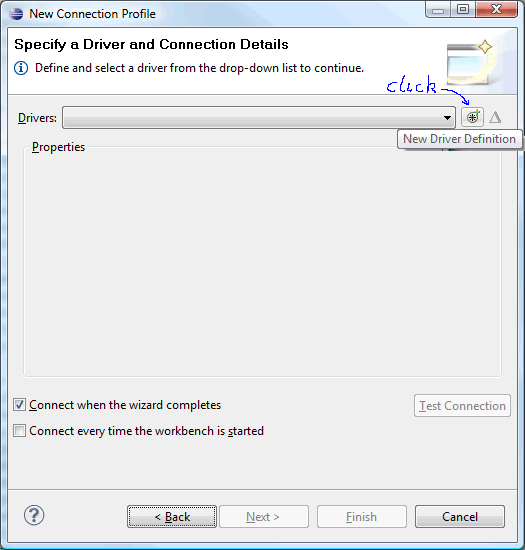 New Connection Profile
Specify a Driver and Connection Details
Define and select a driver from the drop-down list to continue.
click
Drivers:
New Driver Definition
Properties
Connect when the wizard completes
Test Connection
Connect every time the workbench is started
< Back
Next >
Finish
Cancel